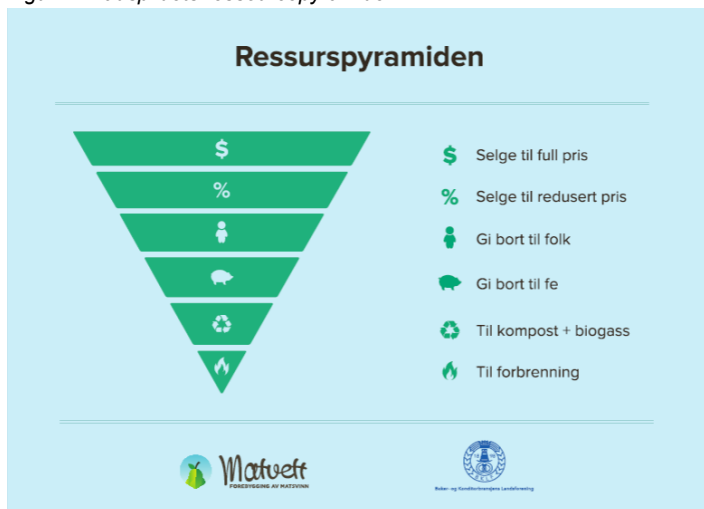 Ressurspyramiden
$ Selge til full pris
% Selge til redusert pris
Gi bort til folk
Gi bort til fe
Til kompost + biogass
Til forbrenning
$
%
Matvett
FOREBYGGING AV MATSVINN
Baker- og Konditorbransjens Landsforening